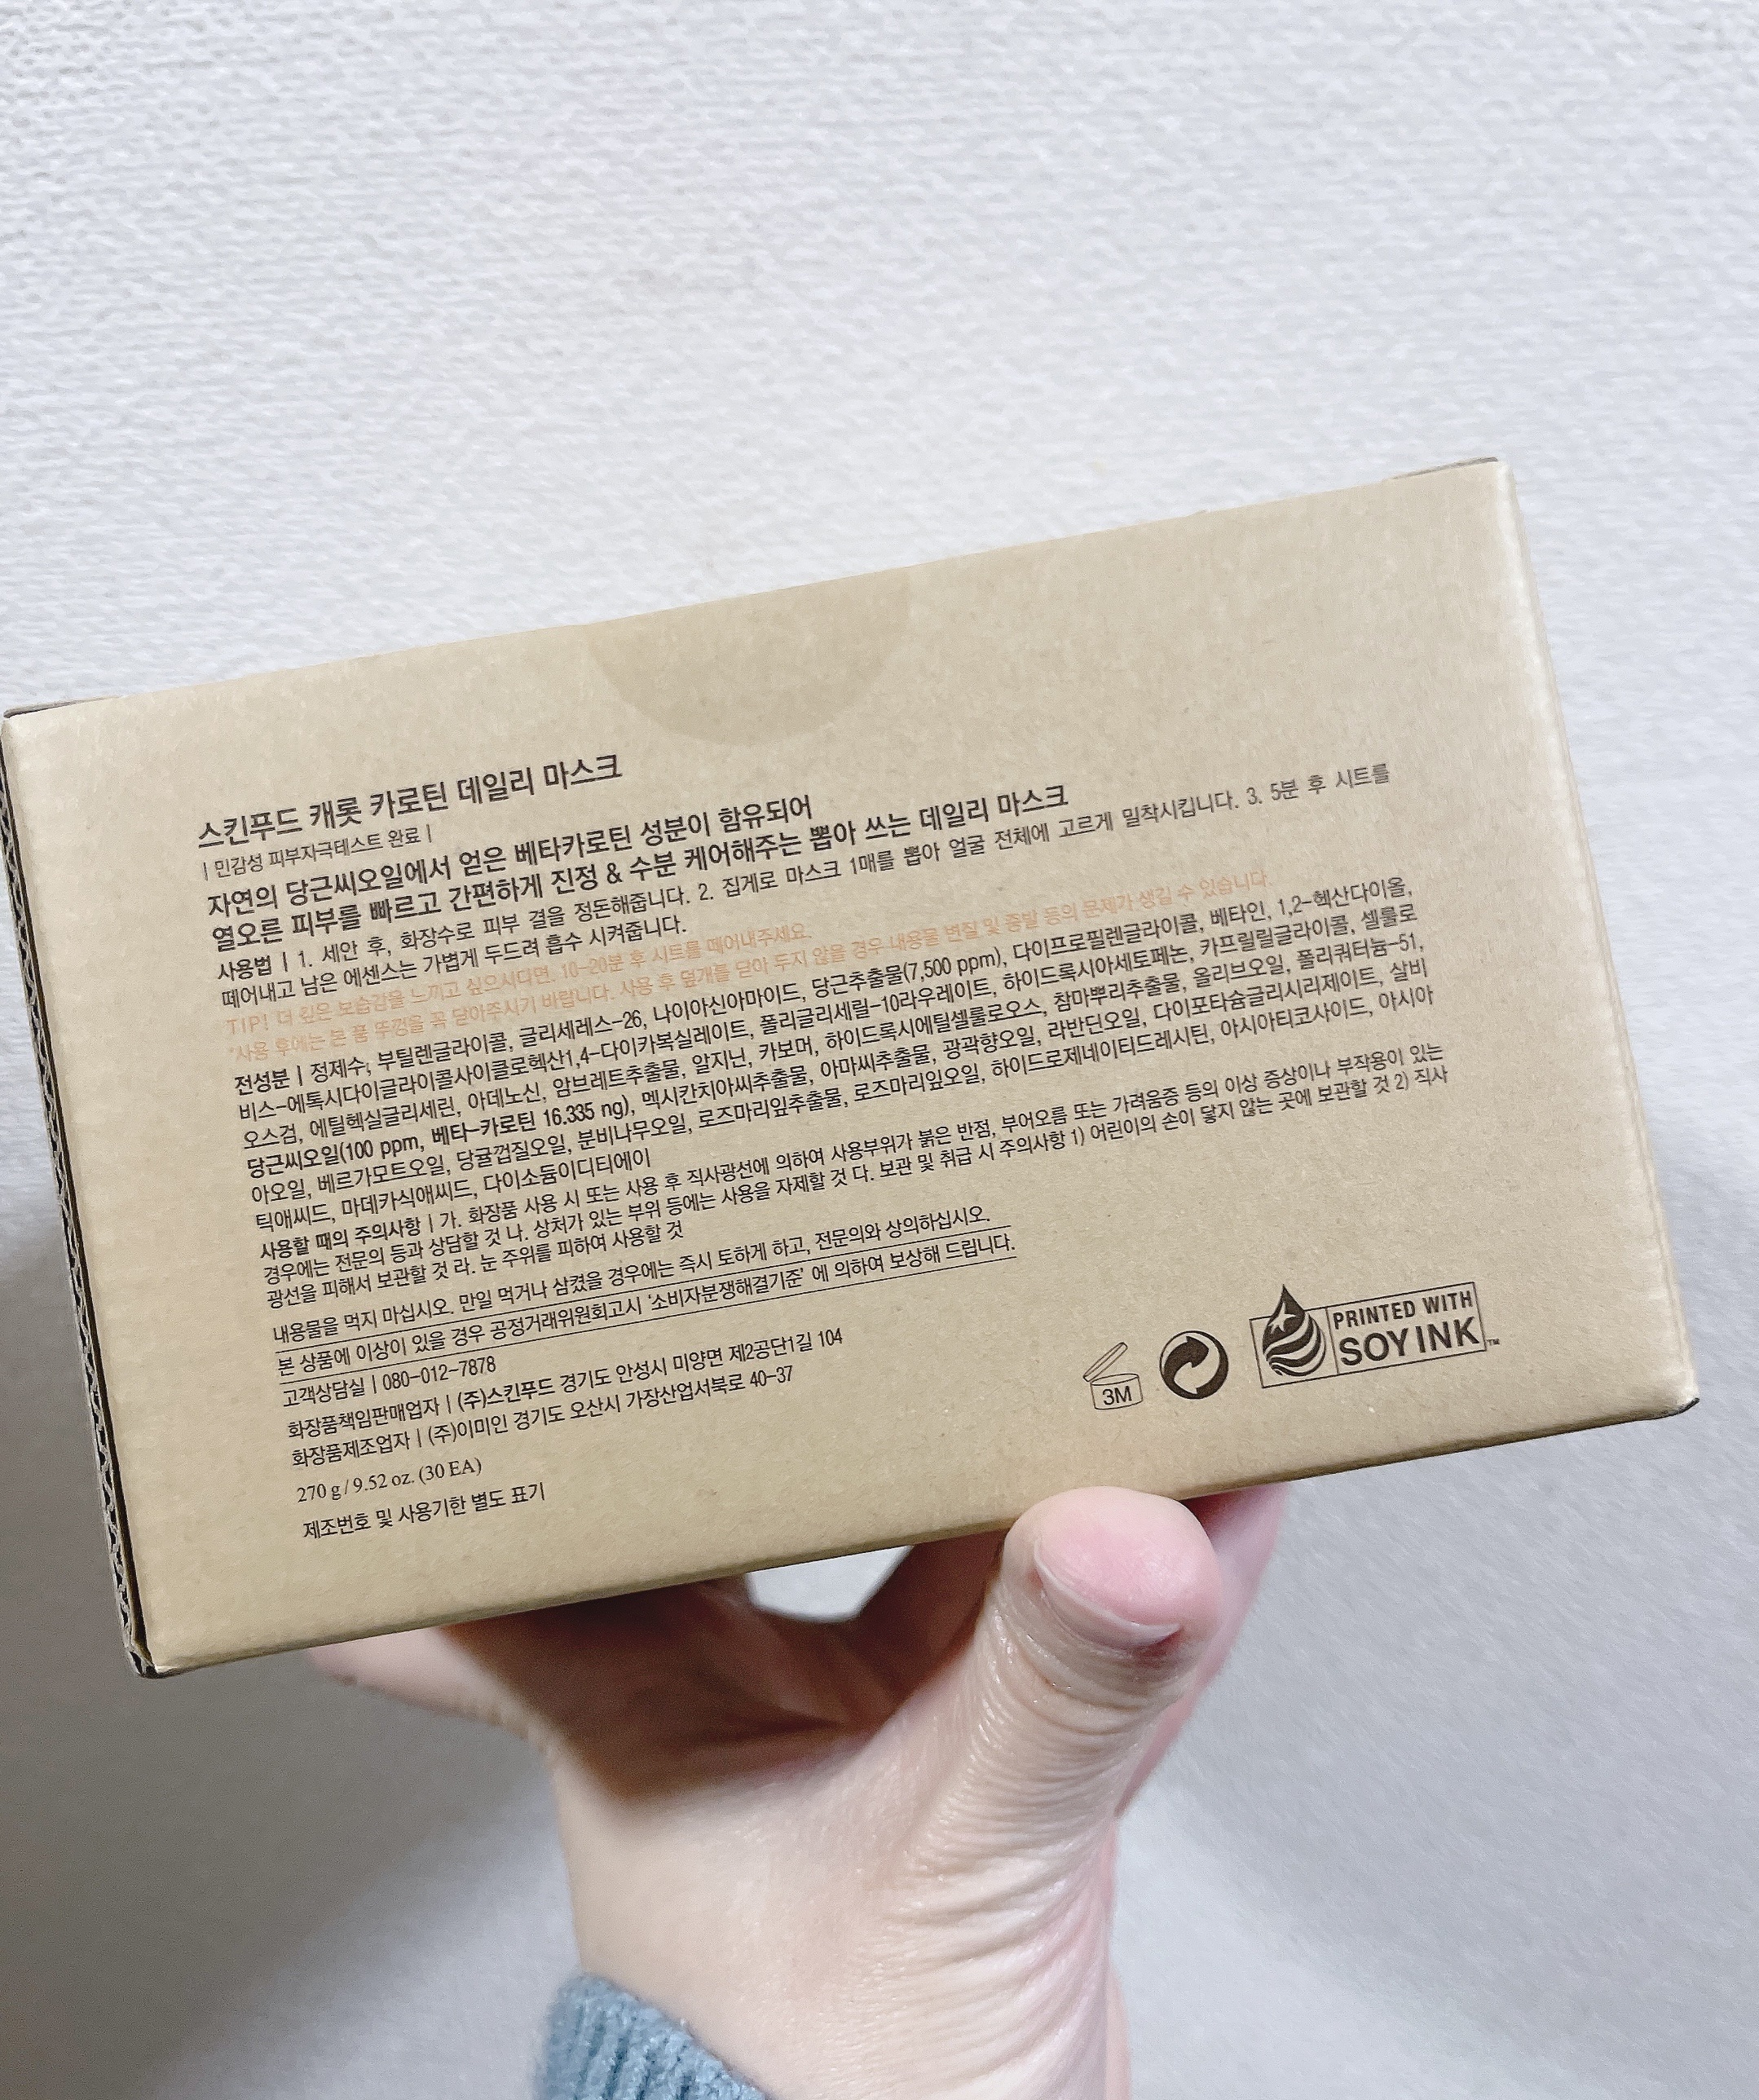 스킨푸드 캐롯 카로틴 데일리 마스크
| 민감성 피부자극테스트 완료 |
자연의 당근씨오일에서 얻은 베타카로틴 성분이 함유되어
열오른 피부를 빠르고 간편하게 진정 & 수분 케어해주는 뽑아 쓰는 데일리 마스크
사용법 | 1. 세안 후, 화장수로 피부 결을 정돈해줍니다. 2. 집게로 마스크 1매를 뽑아 얼굴 전체에 고르게 밀착시킵니다. 3. 5분 후 시트를
떼어내고 남은 에센스는 가볍게 두드려 흡수 시켜줍니다.
TIP! 더 깊은 보습감을 느끼고 싶으시다면, 10-20분 후 시트를 떼어내주세요.
*사용 후에는 본 품 뚜껑을 꼭 닫아주시기 바랍니다. 사용 후 덮개를 닫아 두지 않을 경우 내용물 변질 및 증발 등의 문제가 생길 수 있습니다.
전성분 | 정제수, 부틸렌글라이콜, 글리세레스-26, 나이아신아마이드, 당근추출물(7,500 ppm), 다이프로필렌글라이콜, 베타인, 1,2-헥산다이올,
비스-에톡시다이글라이콜사이클로헥산1,4-다이카복실레이트, 폴리글리세릴-10라우레이트, 하이드록시아세토페논, 카프릴릴글라이콜, 셀룰로
오스검, 에틸헥실글리세린, 아데노신, 암브레트추출물, 알지닌, 카보머, 하이드록시에틸셀룰로오스, 참마뿌리추출물, 올리브오일, 폴리쿼터늄-51,
당근씨오일(100 ppm, 베타-카로틴 16.335 ng), 멕시칸치아씨추출물, 아마씨추출물, 광곽향오일, 라반딘오일, 다이포타슘글리시리제이트, 살비
아오일, 베르가모트오일, 당귤껍질오일, 분비나무오일, 로즈마리잎추출물, 로즈마리잎오일, 하이드로제네이티드레시틴, 아시아티코사이드, 아시아
틱애씨드, 마데카식애씨드, 다이소듐이디티에이
사용할 때의 주의사항 | 가. 화장품 사용 시 또는 사용 후 직사광선에 의하여 사용부위가 붉은 반점, 부어오름 또는 가려움증 등의 이상 증상이나 부작용이 있는
경우에는 전문의 등과 상담할 것 나. 상처가 있는 부위 등에는 사용을 자제할 것 다. 보관 및 취급 시 주의사항 1) 어린이의 손이 닿지 않는 곳에 보관할 것 2) 직사
광선을 피해서 보관할 것 라. 눈 주위를 피하여 사용할 것
내용물을 먹지 마십시오. 만일 먹거나 삼켰을 경우에는 즉시 토하게 하고, 전문의와 상의하십시오.
본 상품에 이상이 있을 경우 공정거래위원회고시 '소비자분쟁해결기준' 에 의하여 보상해 드립니다.
고객상담실 | 080-012-7878
화장품책임판매업자 | (주)스킨푸드 경기도 안성시 미양면 제2공단1길 104
화장품제조업자 | (주)이미인 경기도 오산시 가장산업서북로 40-37
270 g / 9.52 oz. (30 EA)
제조번호 및 사용기한 별도 표기
3M
PRINTED WITH
SOY INK™